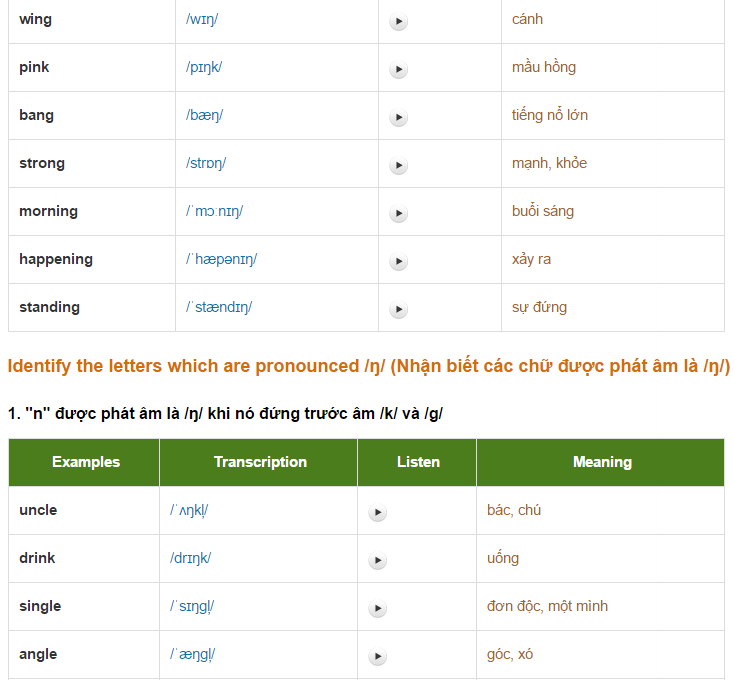 wing /wɪŋ/ cánh
pink /pɪŋk/ mầu hồng
bang /bæŋ/ tiếng nổ lớn
strong /strɒŋ/ mạnh, khỏe
morning /ˈmɔːnɪŋ/ buổi sáng
happening /ˈhæpənɪŋ/ xảy ra
standing /ˈstændɪŋ/ sự đứng
Identify the letters which are pronounced /ŋ/ (Nhận biết các chữ được phát âm là /ŋ/)
1. "n" được phát âm là /ŋ/ khi nó đứng trước âm /k/ và /g/
Examples Transcription Listen Meaning
uncle /ˈʌŋkl̩/ bác, chú
drink /drɪŋk/ uống
single /ˈsɪŋgl̩/ đơn độc, một mình
angle /ˈæŋgl̩/ góc, xó